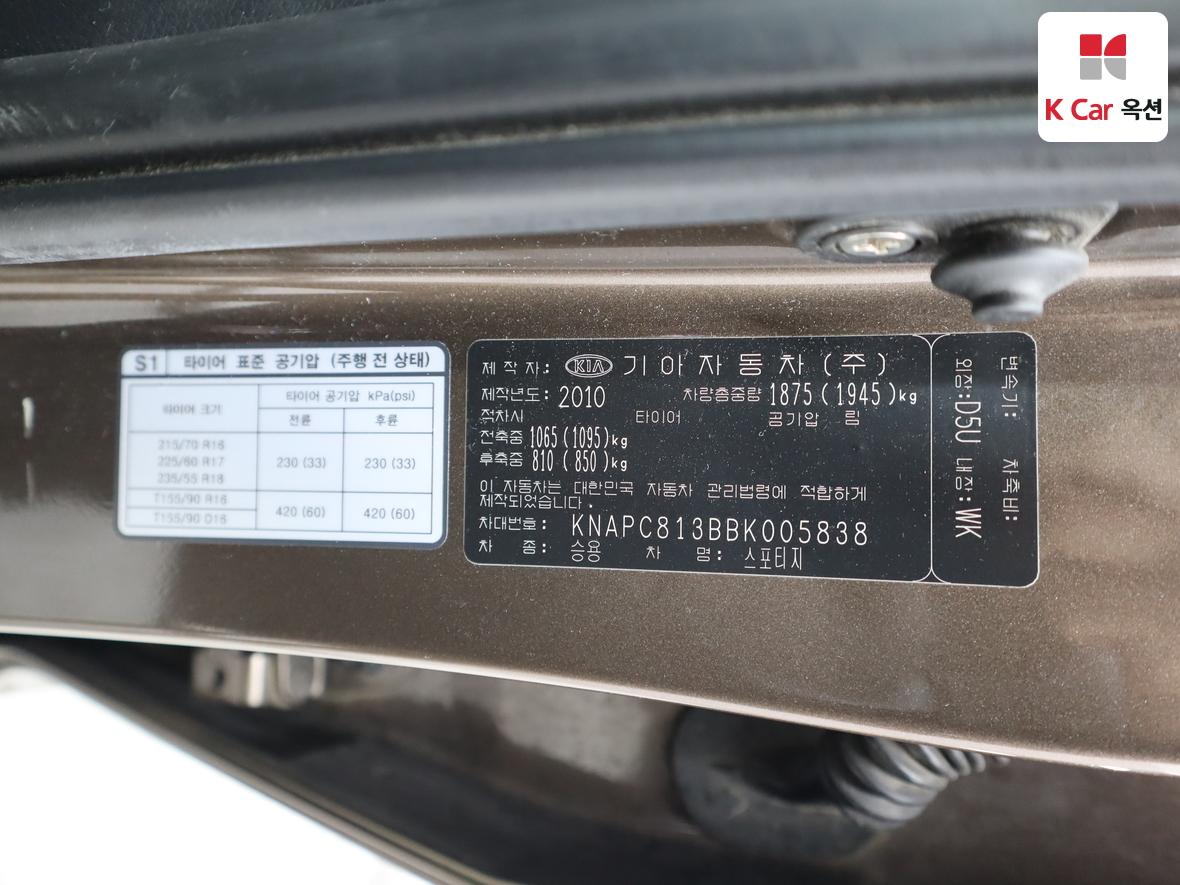 K Car 옥션
S1 타이어 표준 공기압 (주행 전 상태)
타이어 크기 타이어 공기압 kPa(psi)
전륜 후륜
215/70 R16
225/60 R17
235/55 R18
230 (33) 230 (33)
T155/90 R16
T155/90 D16
420 (60) 420 (60)
제작자: KIA 기아자동차(주)
제작년도: 2010 차량총중량 1875(1945)kg
적차시 타이어 공기압 림
전축중 1065(1095)kg
후축중 810(850)kg
이 자동차는 대한민국 자동차 관리법령에 적합하게
제작되었습니다.
차대번호: KNAPC813BBK005838
차종: 승용 차명: 스포티지
변속기: 차축비:
외장:D5U 내장:WK